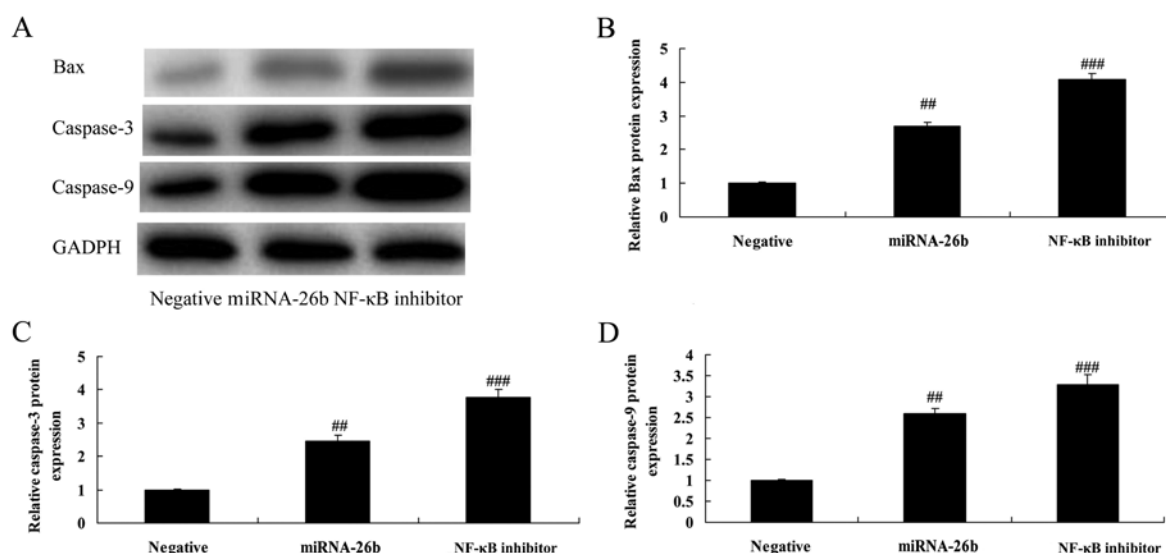 A
Bax
Caspase-3
Caspase-9
GADPH
Negative miRNA-26b NF-κB inhibitor
B
Relative Bax protein expression
5
4
3
2
1
0
##
###
Negative
miRNA-26b
NF-κB inhibitor
C
Relative caspase-3 protein
expression
5
4
3
2
1
0
##
###
Negative
miRNA-26b
NF-κB inhibitor
D
Relative caspase-9 protein
expression
4
3.5
3
2.5
2
1.5
1
0.5
0
##
###
Negative
miRNA-26b
NF-κB inhibitor